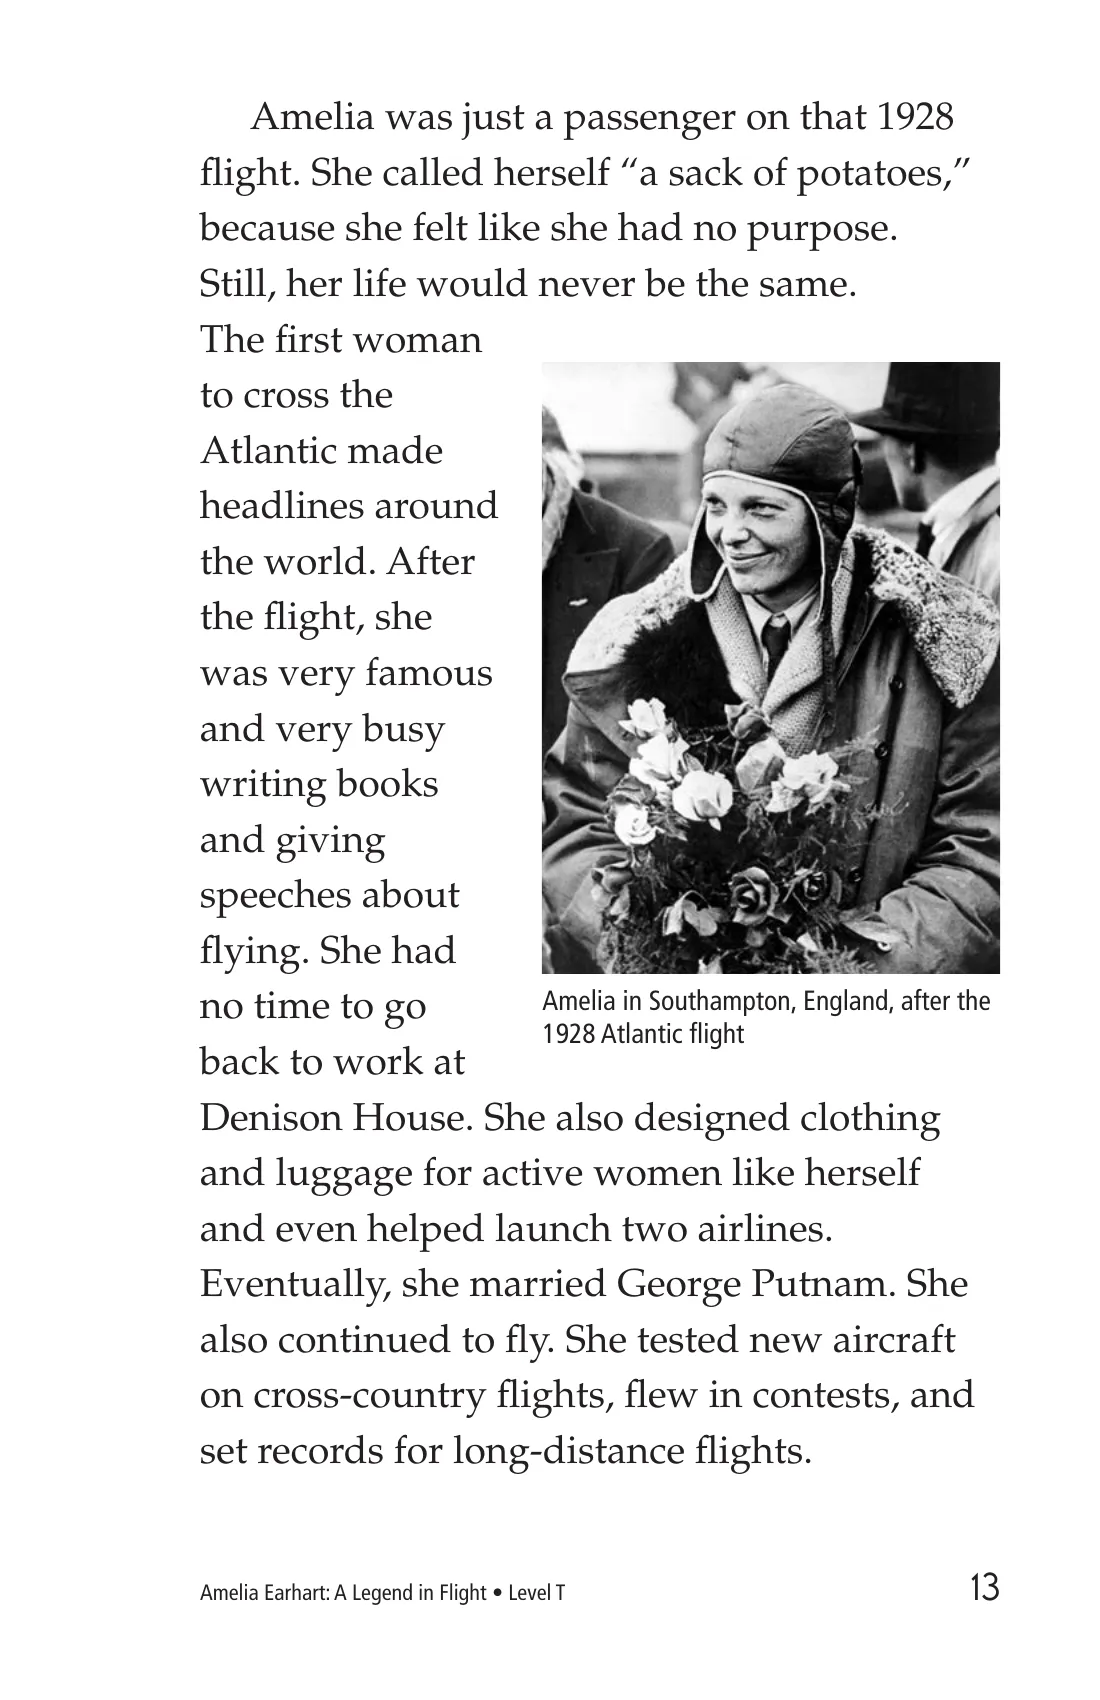 Amelia was just a passenger on that 1928
flight. She called herself “a sack of potatoes,”
because she felt like she had no purpose.
Still, her life would never be the same.
The first woman
to cross the
Atlantic made
headlines around
the world. After
the flight, she
was very famous
and very busy
writing books
and giving
speeches about
flying. She had
no time to go
back to work at
Denison House. She also designed clothing
and luggage for active women like herself
and even helped launch two airlines.
Eventually, she married George Putnam. She
also continued to fly. She tested new aircraft
on cross-country flights, flew in contests, and
set records for long-distance flights.
Amelia in Southampton, England, after the
1928 Atlantic flight
Amelia Earhart: A Legend in Flight • Level T
13